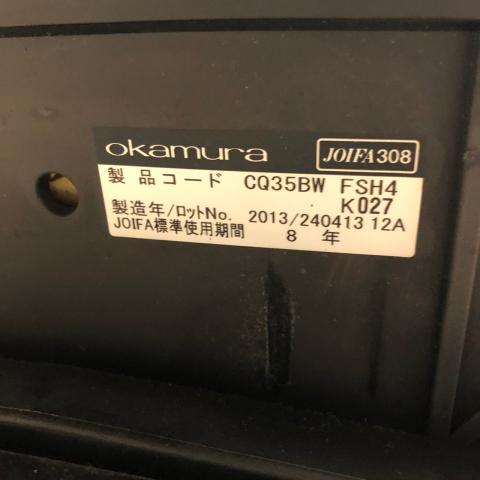 okamura JOIFA308
製品コード CQ35BW FSH4
K027
製造年/ロットNo. 2013/240413 12A
JOIFA標準使用期間 8 年